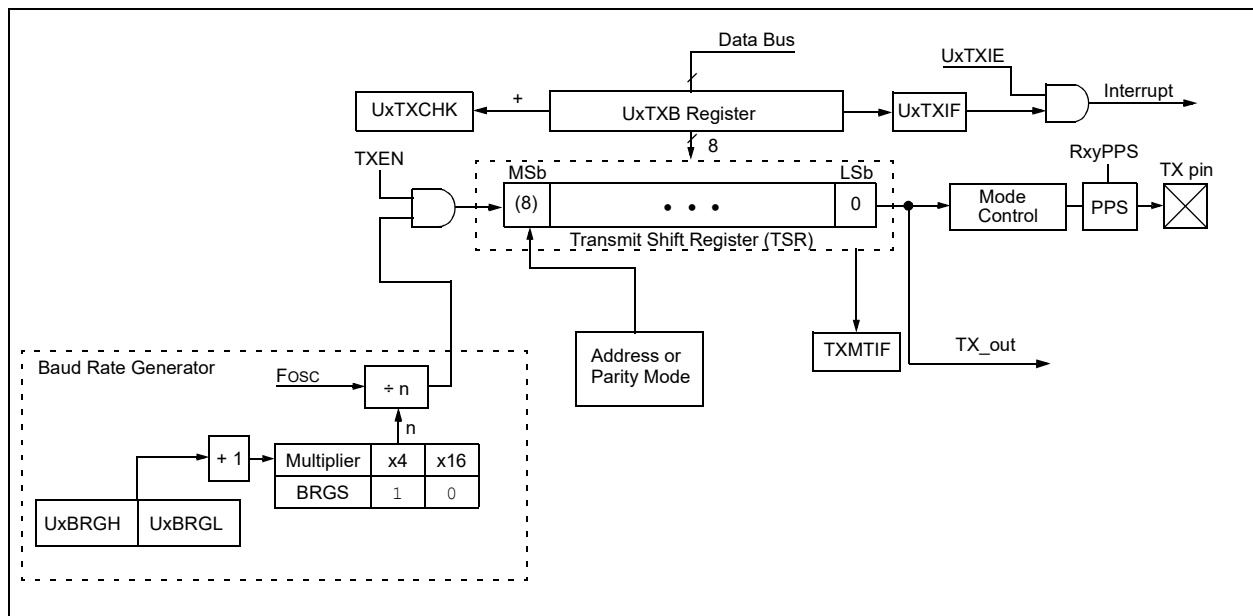 Data Bus
UxTXIE
UxTXCHK
+
UxTXB Register
UxTXIF
Interrupt
8
TXEN
RxyPPS
MSb
LSb
TX pin
(8)
• • •
0
Mode
Control
PPS
Transmit Shift Register (TSR)
Address or
Parity Mode
TXMTIF
TX_out
Baud Rate Generator
FOSC
÷ n
n
+ 1
Multiplier x4 x16
BRGS 1 0
UxBRGH UxBRGL